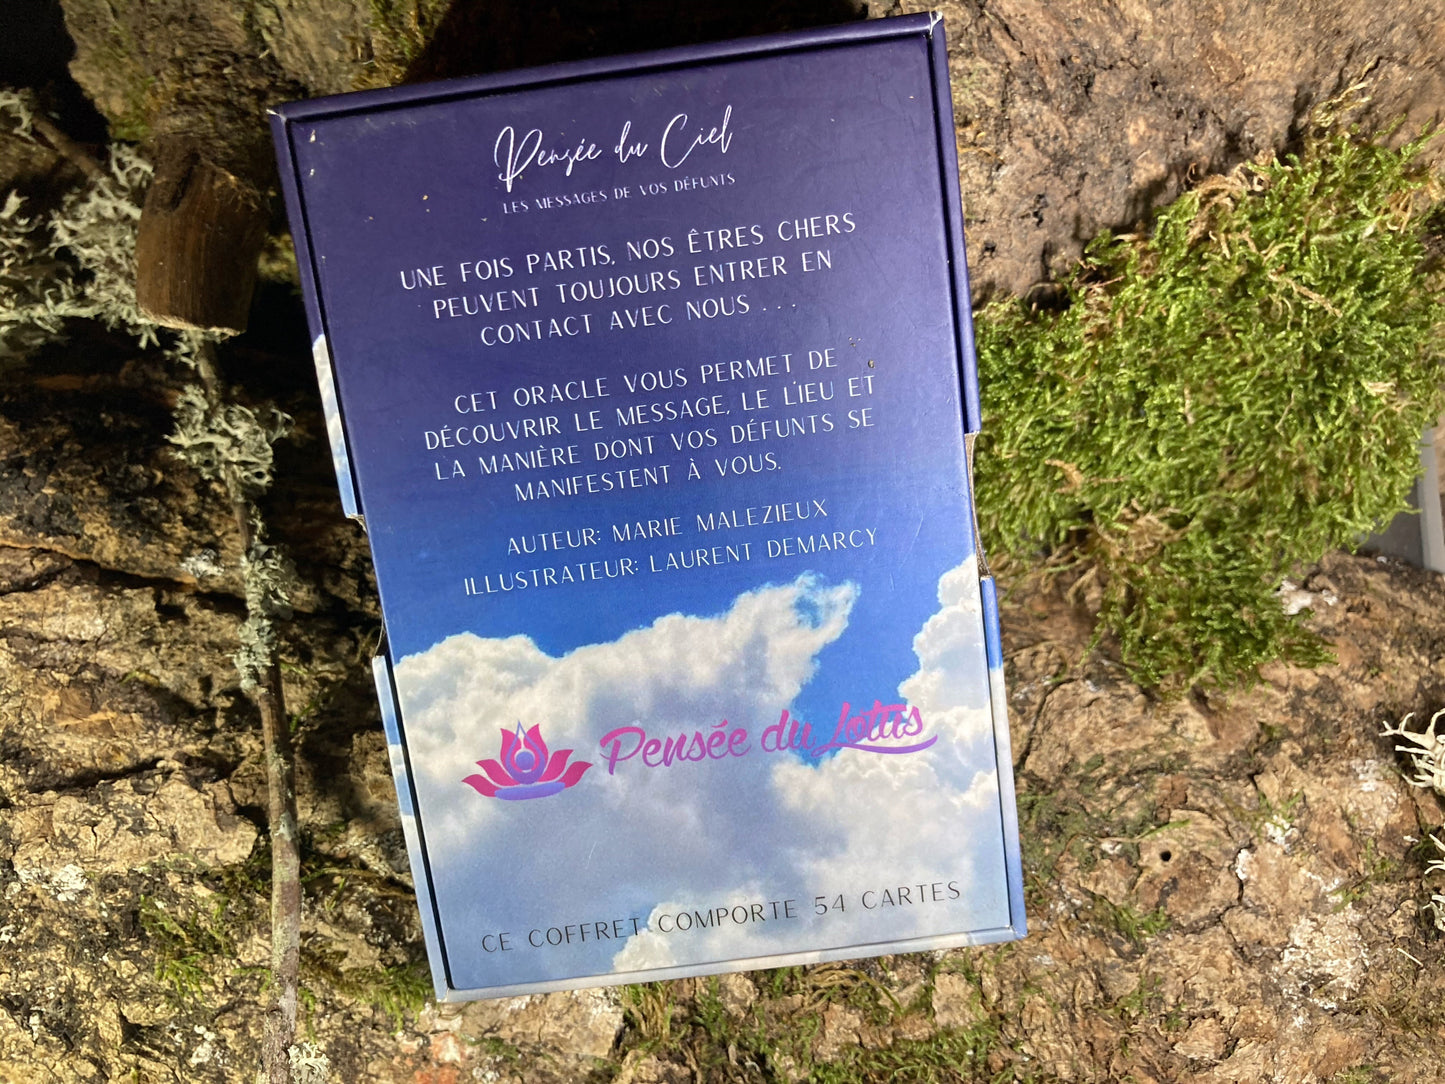 Pensée du Ciel
LES MESSAGES DE VOS DÉFUNTS
UNE FOIS PARTIS, NOS ÊTRES CHERS
PEUVENT TOUJOURS ENTRER EN
CONTACT AVEC NOUS . . .
CET ORACLE VOUS PERMET DE
DÉCOUVRIR LE MESSAGE, LE LIEU ET
LA MANIÈRE DONT VOS DÉFUNTS SE
MANIFESTENT À VOUS.
AUTEUR: MARIE MALEZIEUX
ILLUSTRATEUR: LAURENT DEMARCY
Pensée du Lotus
CE COFFRET COMPORTE 54 CARTES